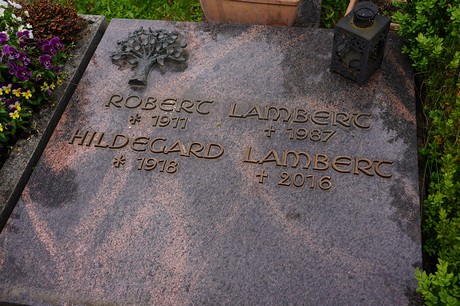 Robert Lambert
* 1911 † 1987
Hildegard Lambert
* 1918 † 2016